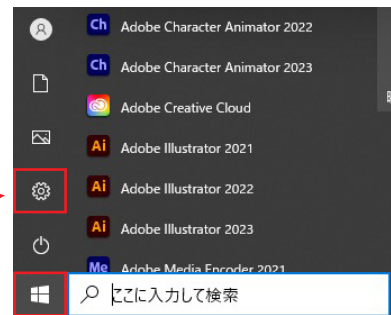 Ch Adobe Character Animator 2022
Ch Adobe Character Animator 2023
Adobe Creative Cloud
Ai Adobe Illustrator 2021
Ai Adobe Illustrator 2022
Ai Adobe Illustrator 2023
Me Adobe Media Encoder 2021
ここに入力して検索